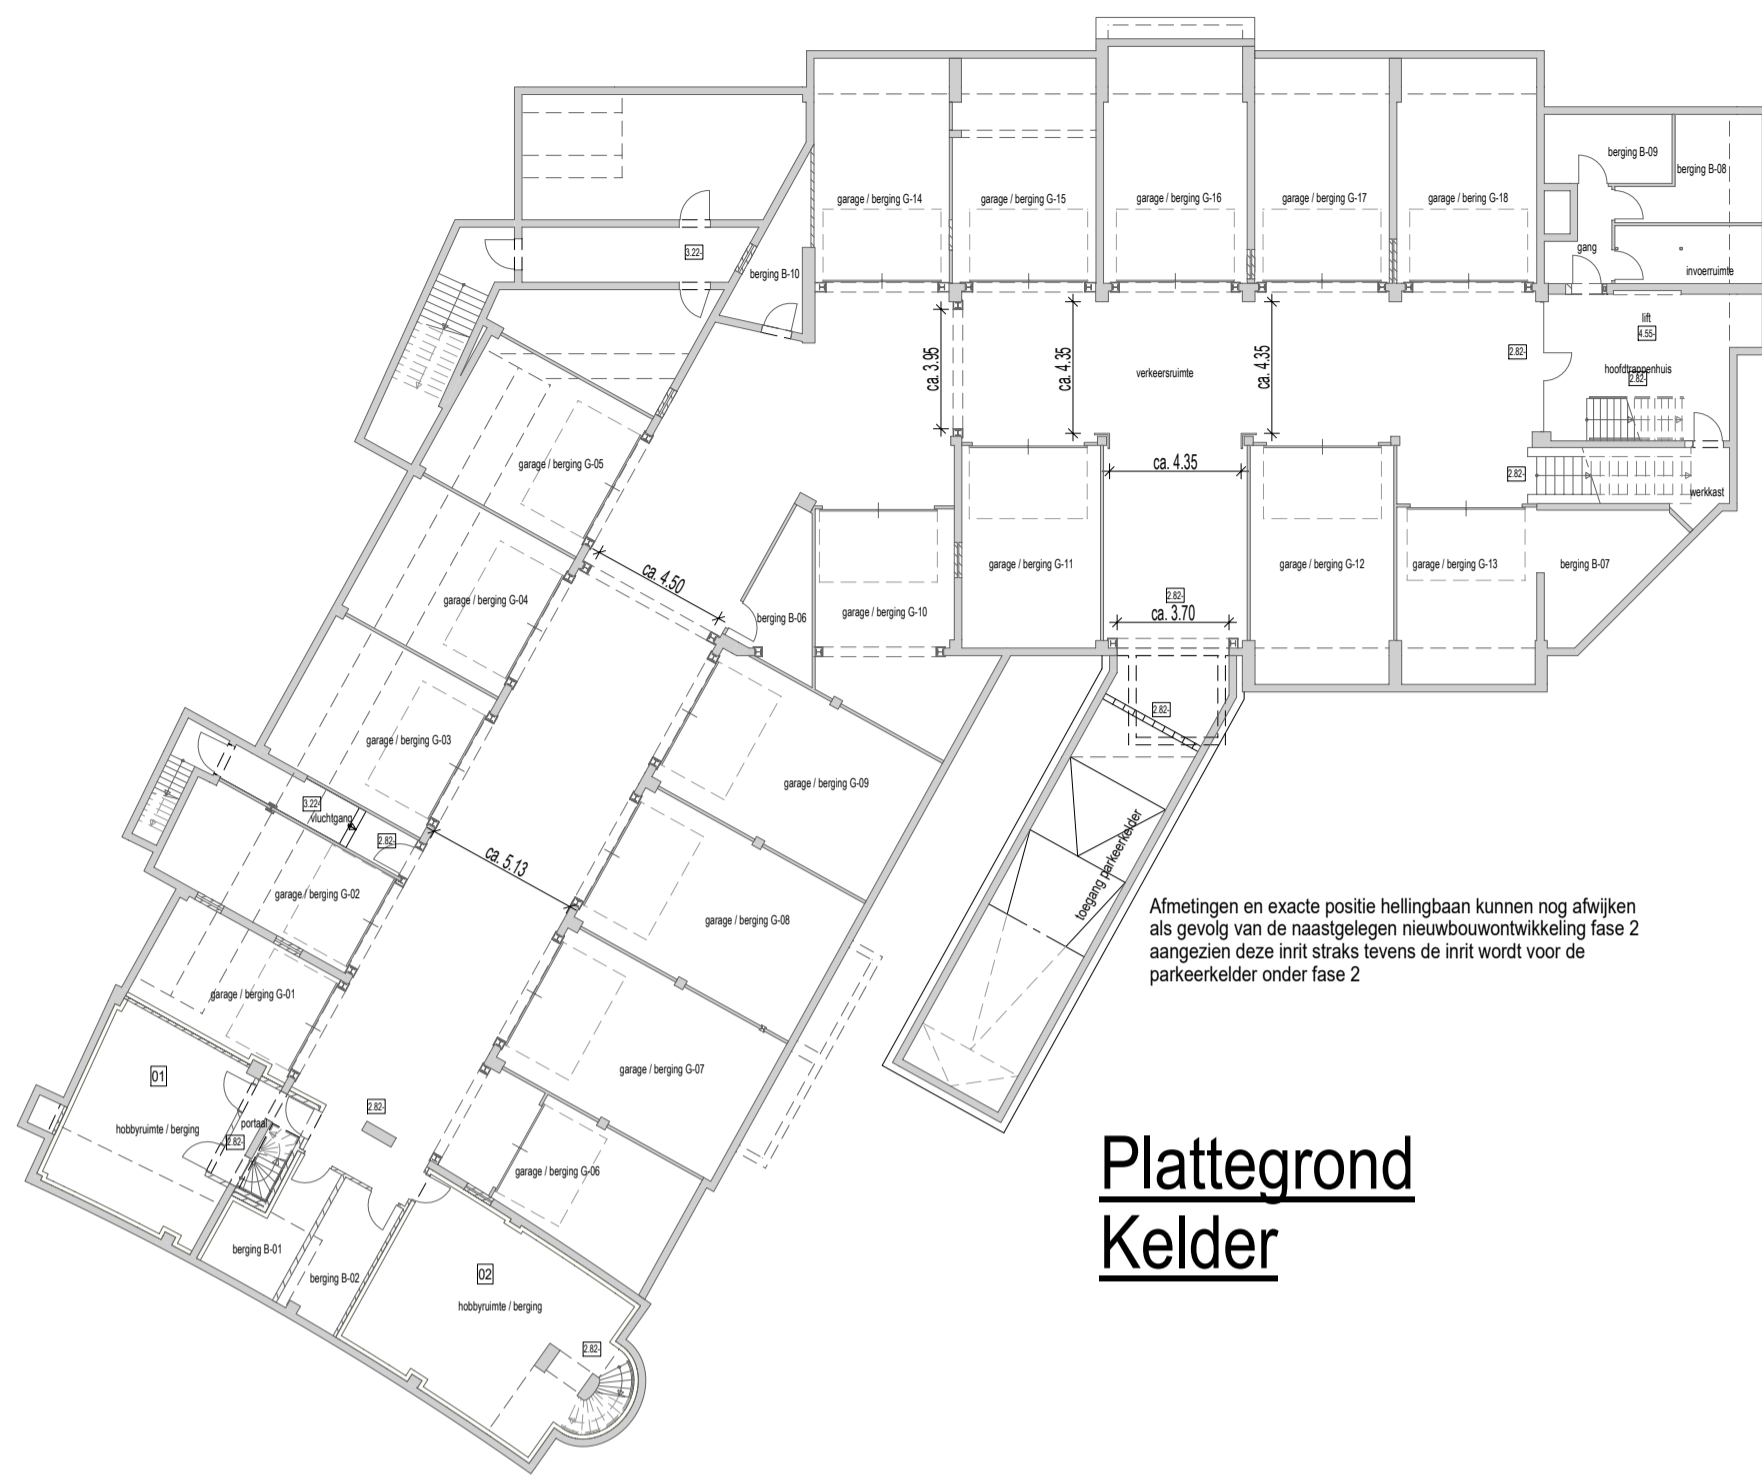 berging B-09
berging B-08
garage / berging G-14
garage / berging G-15
garage / berging G-16
garage / berging G-17
garage / bering G-18
gang
3.22-
berging B-10
invoerruimte
lift
4.55-
ca. 3.95
ca. 4.35
ca. 4.35
2.82-
verkeersruimte
hoofdtrappenhuis
2.82-
garage / berging G-05
ca. 4.35
2.82-
werkkast
ca. 4.50
garage / berging G-04
garage / berging G-11
garage / berging G-12
garage / berging G-13
berging B-07
berging B-06
garage / berging G-10
2.82-
ca. 3.70
2.82-
garage / berging G-03
garage / berging G-09
3.22-
vluchtgang
2.82-
ca. 5.13
toegang parkeerkelder
garage / berging G-02
garage / berging G-08
Afmetingen en exacte positie hellingbaan kunnen nog afwijken
als gevolg van de naastgelegen nieuwbouwontwikkeling fase 2
aangezien deze inrit straks tevens de inrit wordt voor de
parkeerkelder onder fase 2
garage / berging G-01
garage / berging G-07
01
2.82-
portaal
hobbyruimte / berging
2.82-
garage / berging G-06
Plattegrond
Kelder
berging B-01
berging B-02
02
hobbyruimte / berging
2.82-